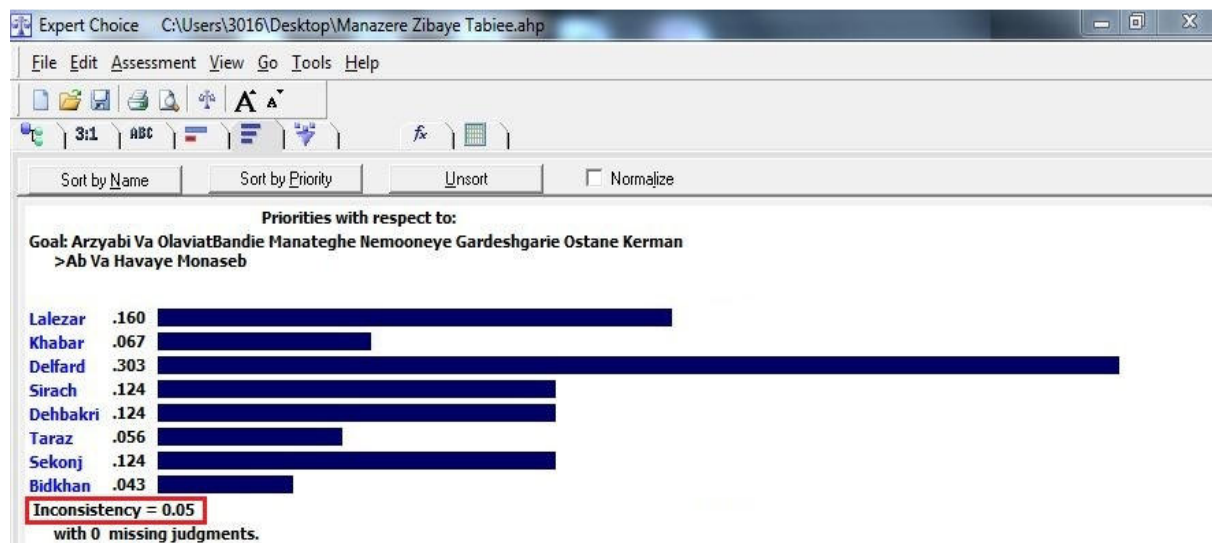 Expert Choice C:\Users\3016\Desktop\Manazere Zibaye Tabiee.ahp
File Edit Assessment View Go Tools Help
A A
3:1 ABC fx
Sort by Name Sort by Priority Unsort Normalize
Priorities with respect to:
Goal: Arzyabi Va OlaviatBandie Manateghe Nemooneye Gardeshgarie Ostane Kerman
>Ab Va Havaye Monaseb
Lalezar .160
Khabar .067
Delfard .303
Sirach .124
Dehbakri .124
Taraz .056
Sekonj .124
Bidkhan .043
Inconsistency = 0.05
with 0 missing judgments.